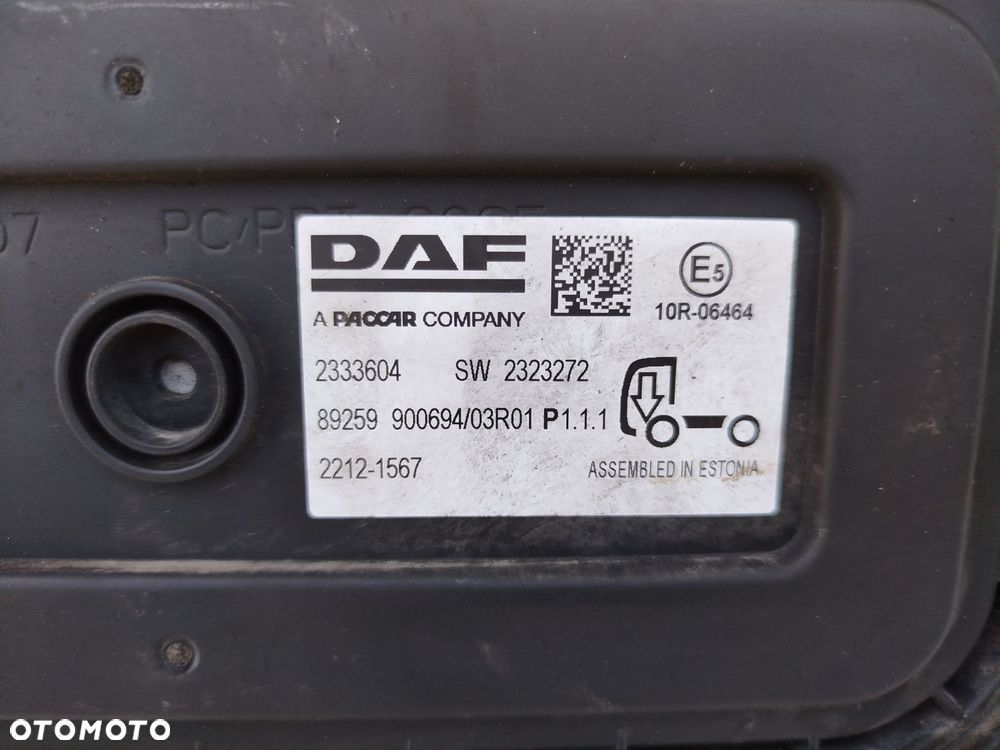 07 PC/P
DAF
A PACCAR COMPANY
E5
10R-06464
2333604 SW 2323272
89259 900694/03R01 P1.1.1
2212-1567
ASSEMBLED IN ESTONIA
OTOMOTO